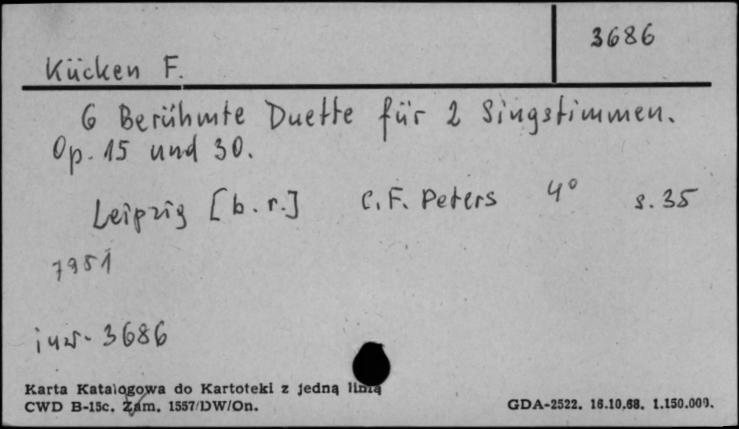 3686
Kücken F.
6 Berühmte Duette für 2 Singstimmen.
Op. 15 und 30.
Leipzig [b.r.] C.F. Peters 4° s. 35
7951
inw. 3686
Karta Katalogowa do Kartoteki z jedną linią
CWD B-15c. Zam. 1557/DW/On. GDA-2522. 16.10.68. 1.150.000.